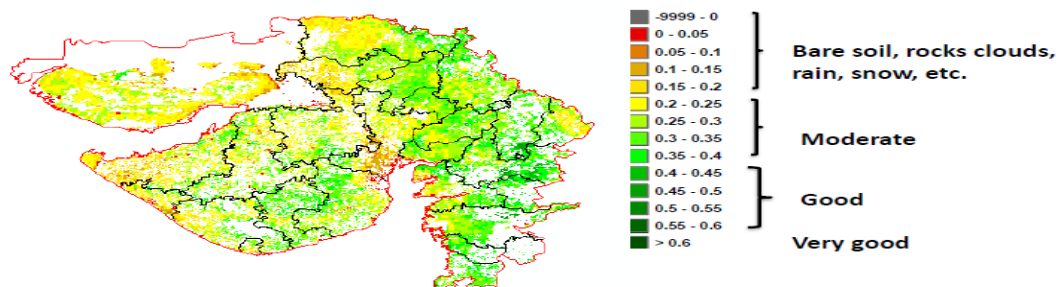 -9999 - 0
0 - 0.05
0.05 - 0.1
0.1 - 0.15
0.15 - 0.2
0.2 - 0.25
0.25 - 0.3
0.3 - 0.35
0.35 - 0.4
0.4 - 0.45
0.45 - 0.5
0.5 - 0.55
0.55 - 0.6
> 0.6
Bare soil, rocks clouds,
rain, snow, etc.
Moderate
Good
Very good